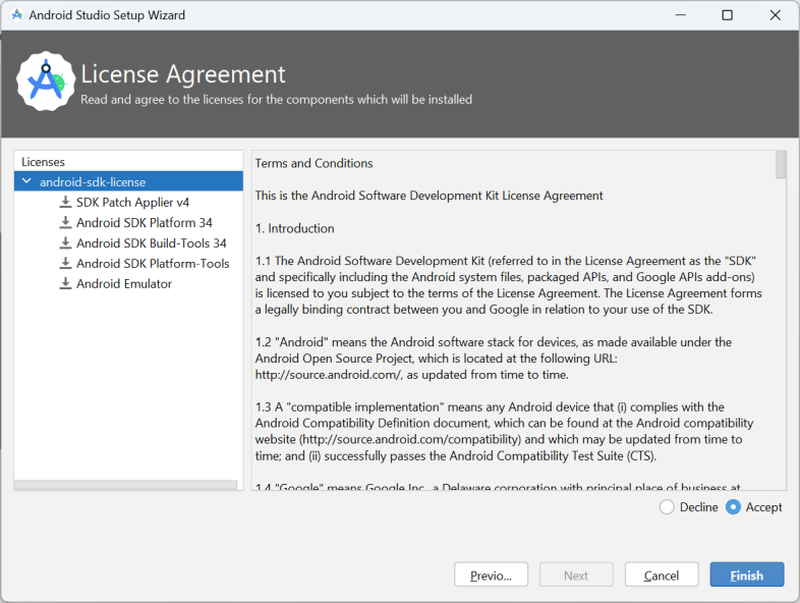 Android Studio Setup Wizard
License Agreement
Read and agree to the licenses for the components which will be installed
Licenses
android-sdk-license
SDK Patch Applier v4
Android SDK Platform 34
Android SDK Build-Tools 34
Android SDK Platform-Tools
Android Emulator
Terms and Conditions
This is the Android Software Development Kit License Agreement
1. Introduction
1.1 The Android Software Development Kit (referred to in the License Agreement as the "SDK"
and specifically including the Android system files, packaged APIs, and Google APIs add-ons)
is licensed to you subject to the terms of the License Agreement. The License Agreement forms
a legally binding contract between you and Google in relation to your use of the SDK.
1.2 "Android" means the Android software stack for devices, as made available under the
Android Open Source Project, which is located at the following URL:
http://source.android.com/, as updated from time to time.
1.3 A "compatible implementation" means any Android device that (i) complies with the
Android Compatibility Definition document, which can be found at the Android compatibility
website (http://source.android.com/compatibility) and which may be updated from time to
time; and (ii) successfully passes the Android Compatibility Test Suite (CTS).
1.4 "Google" means Google Inc., a Delaware corporation with principal place of business at
Decline
Accept
Previo...
Next
Cancel
Finish